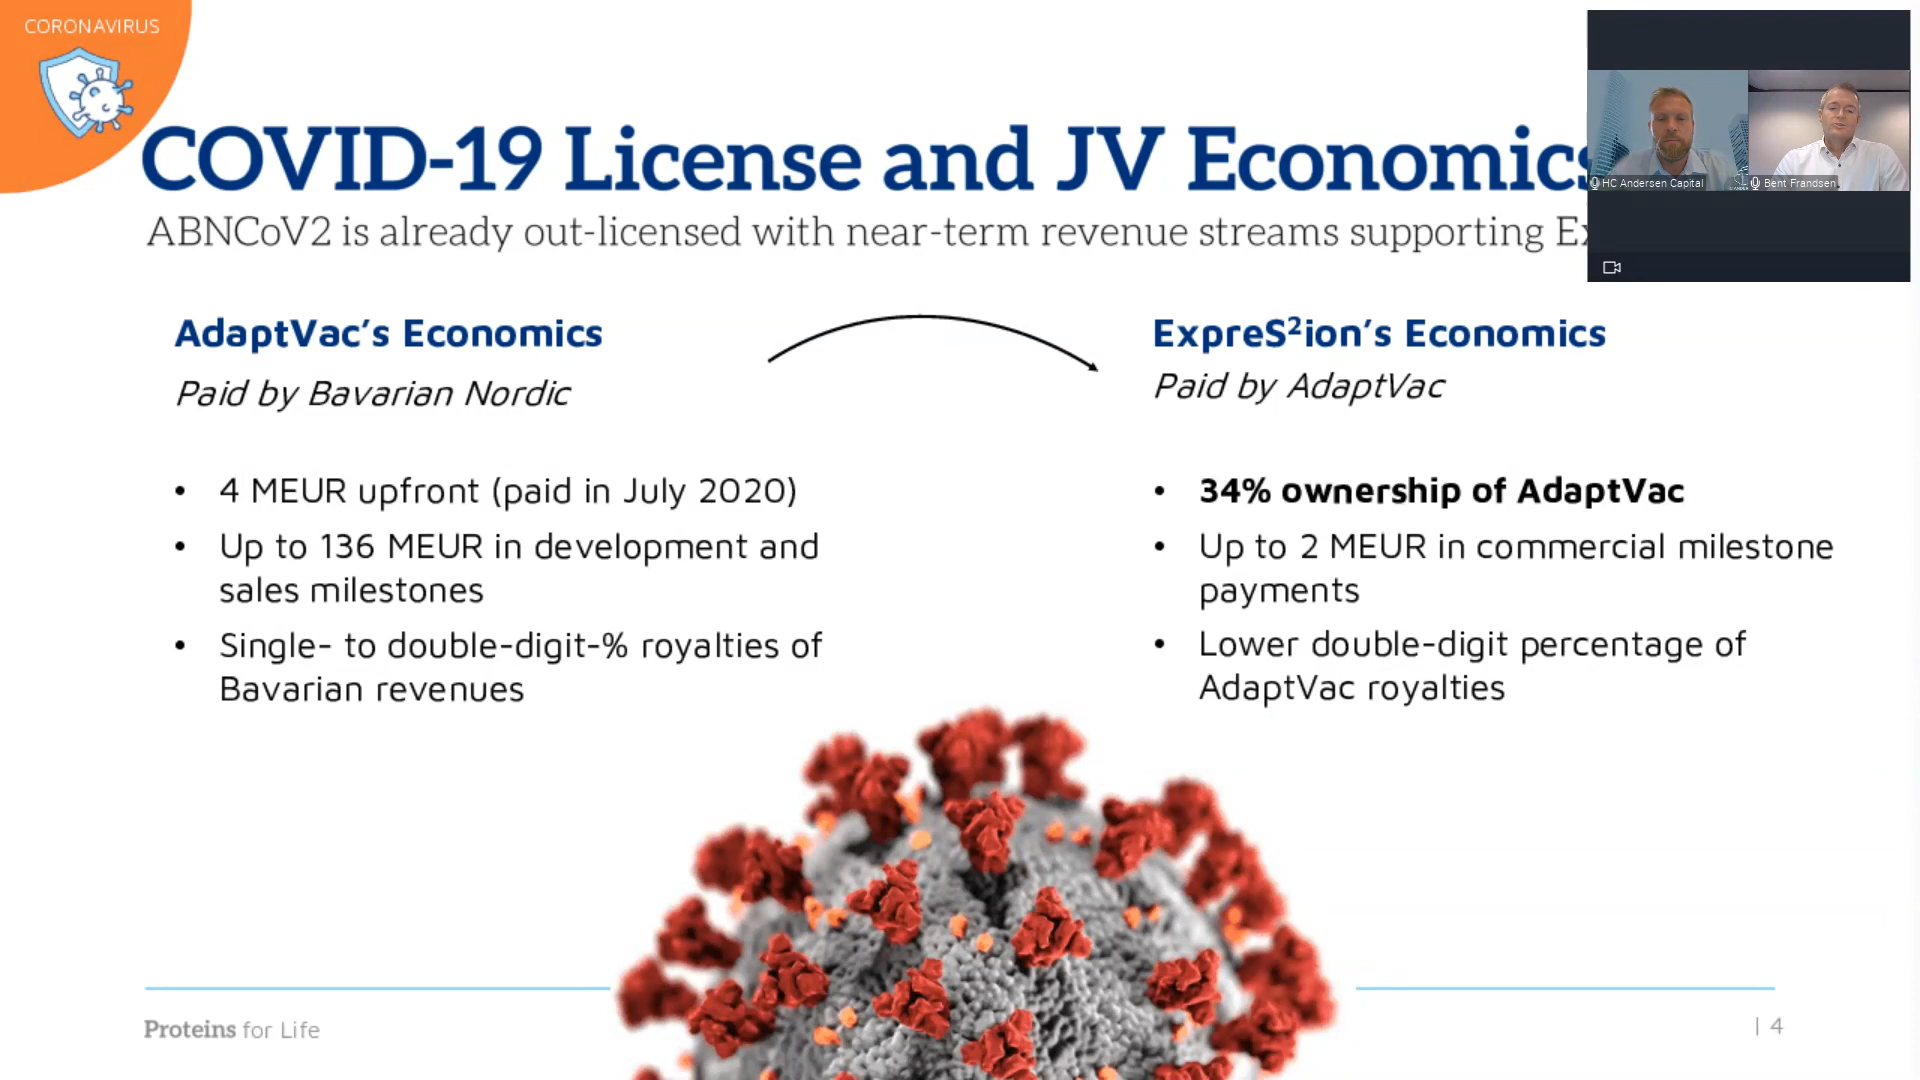 CORONAVIRUS
COVID-19 License and JV Economics
ABNCoV2 is already out-licensed with near-term revenue streams supporting
HC Andersen Capital
Bent Frandsen
AdaptVac's Economics
Paid by Bavarian Nordic
• 4 MEUR upfront (paid in July 2020)
• Up to 136 MEUR in development and
sales milestones
• Single- to double-digit-% royalties of
Bavarian revenues
ExpreS²ion's Economics
Paid by AdaptVac
• 34% ownership of AdaptVac
• Up to 2 MEUR in commercial milestone
payments
• Lower double-digit percentage of
AdaptVac royalties
Proteins for Life
| 4